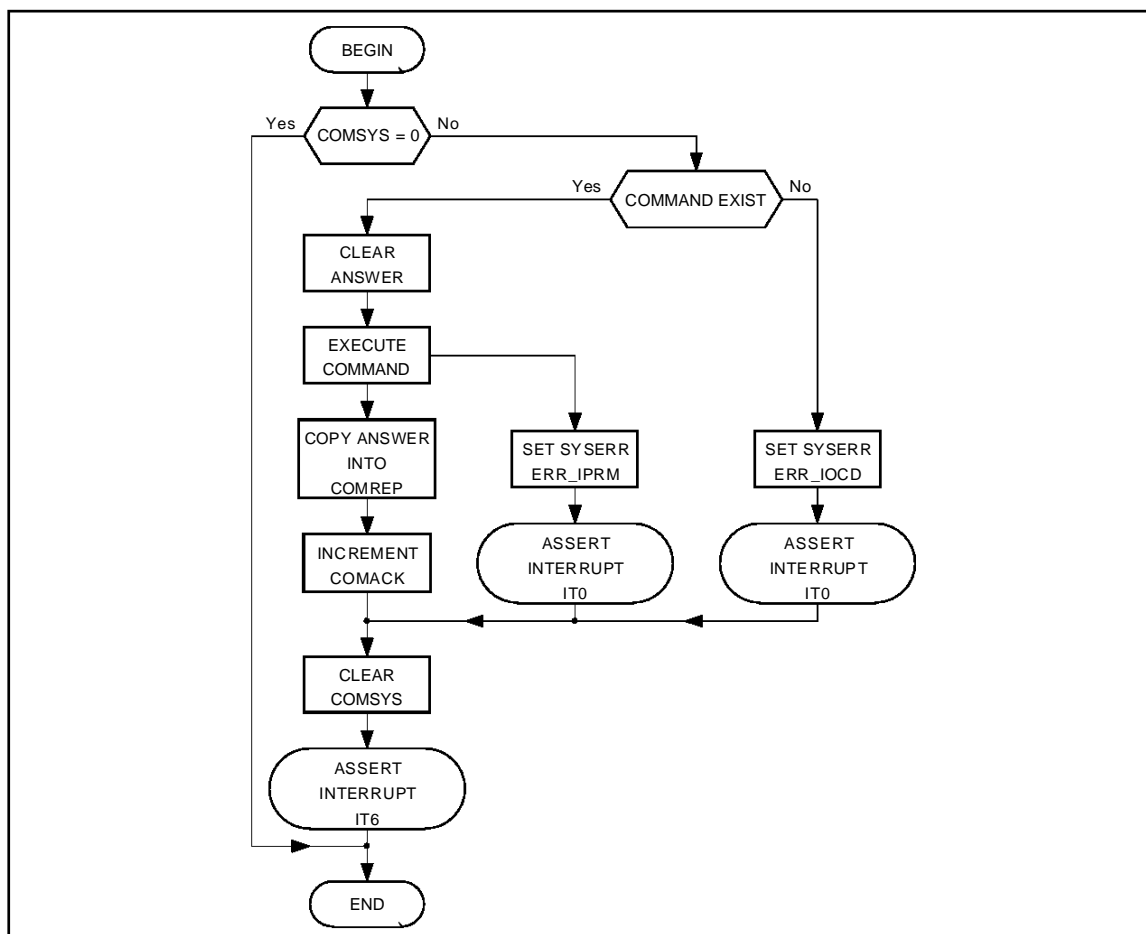 BEGIN
Yes
COMSYS = 0
No
Yes
COMMAND EXIST
No
CLEAR
ANSWER
EXECUTE
COMMAND
COPY ANSWER
INTO
COMREP
SET SYSERR
ERR_IPRM
SET SYSERR
ERR_IOCD
INCREMENT
COMACK
ASSERT
INTERRUPT
IT0
ASSERT
INTERRUPT
IT0
CLEAR
COMSYS
ASSERT
INTERRUPT
IT6
END